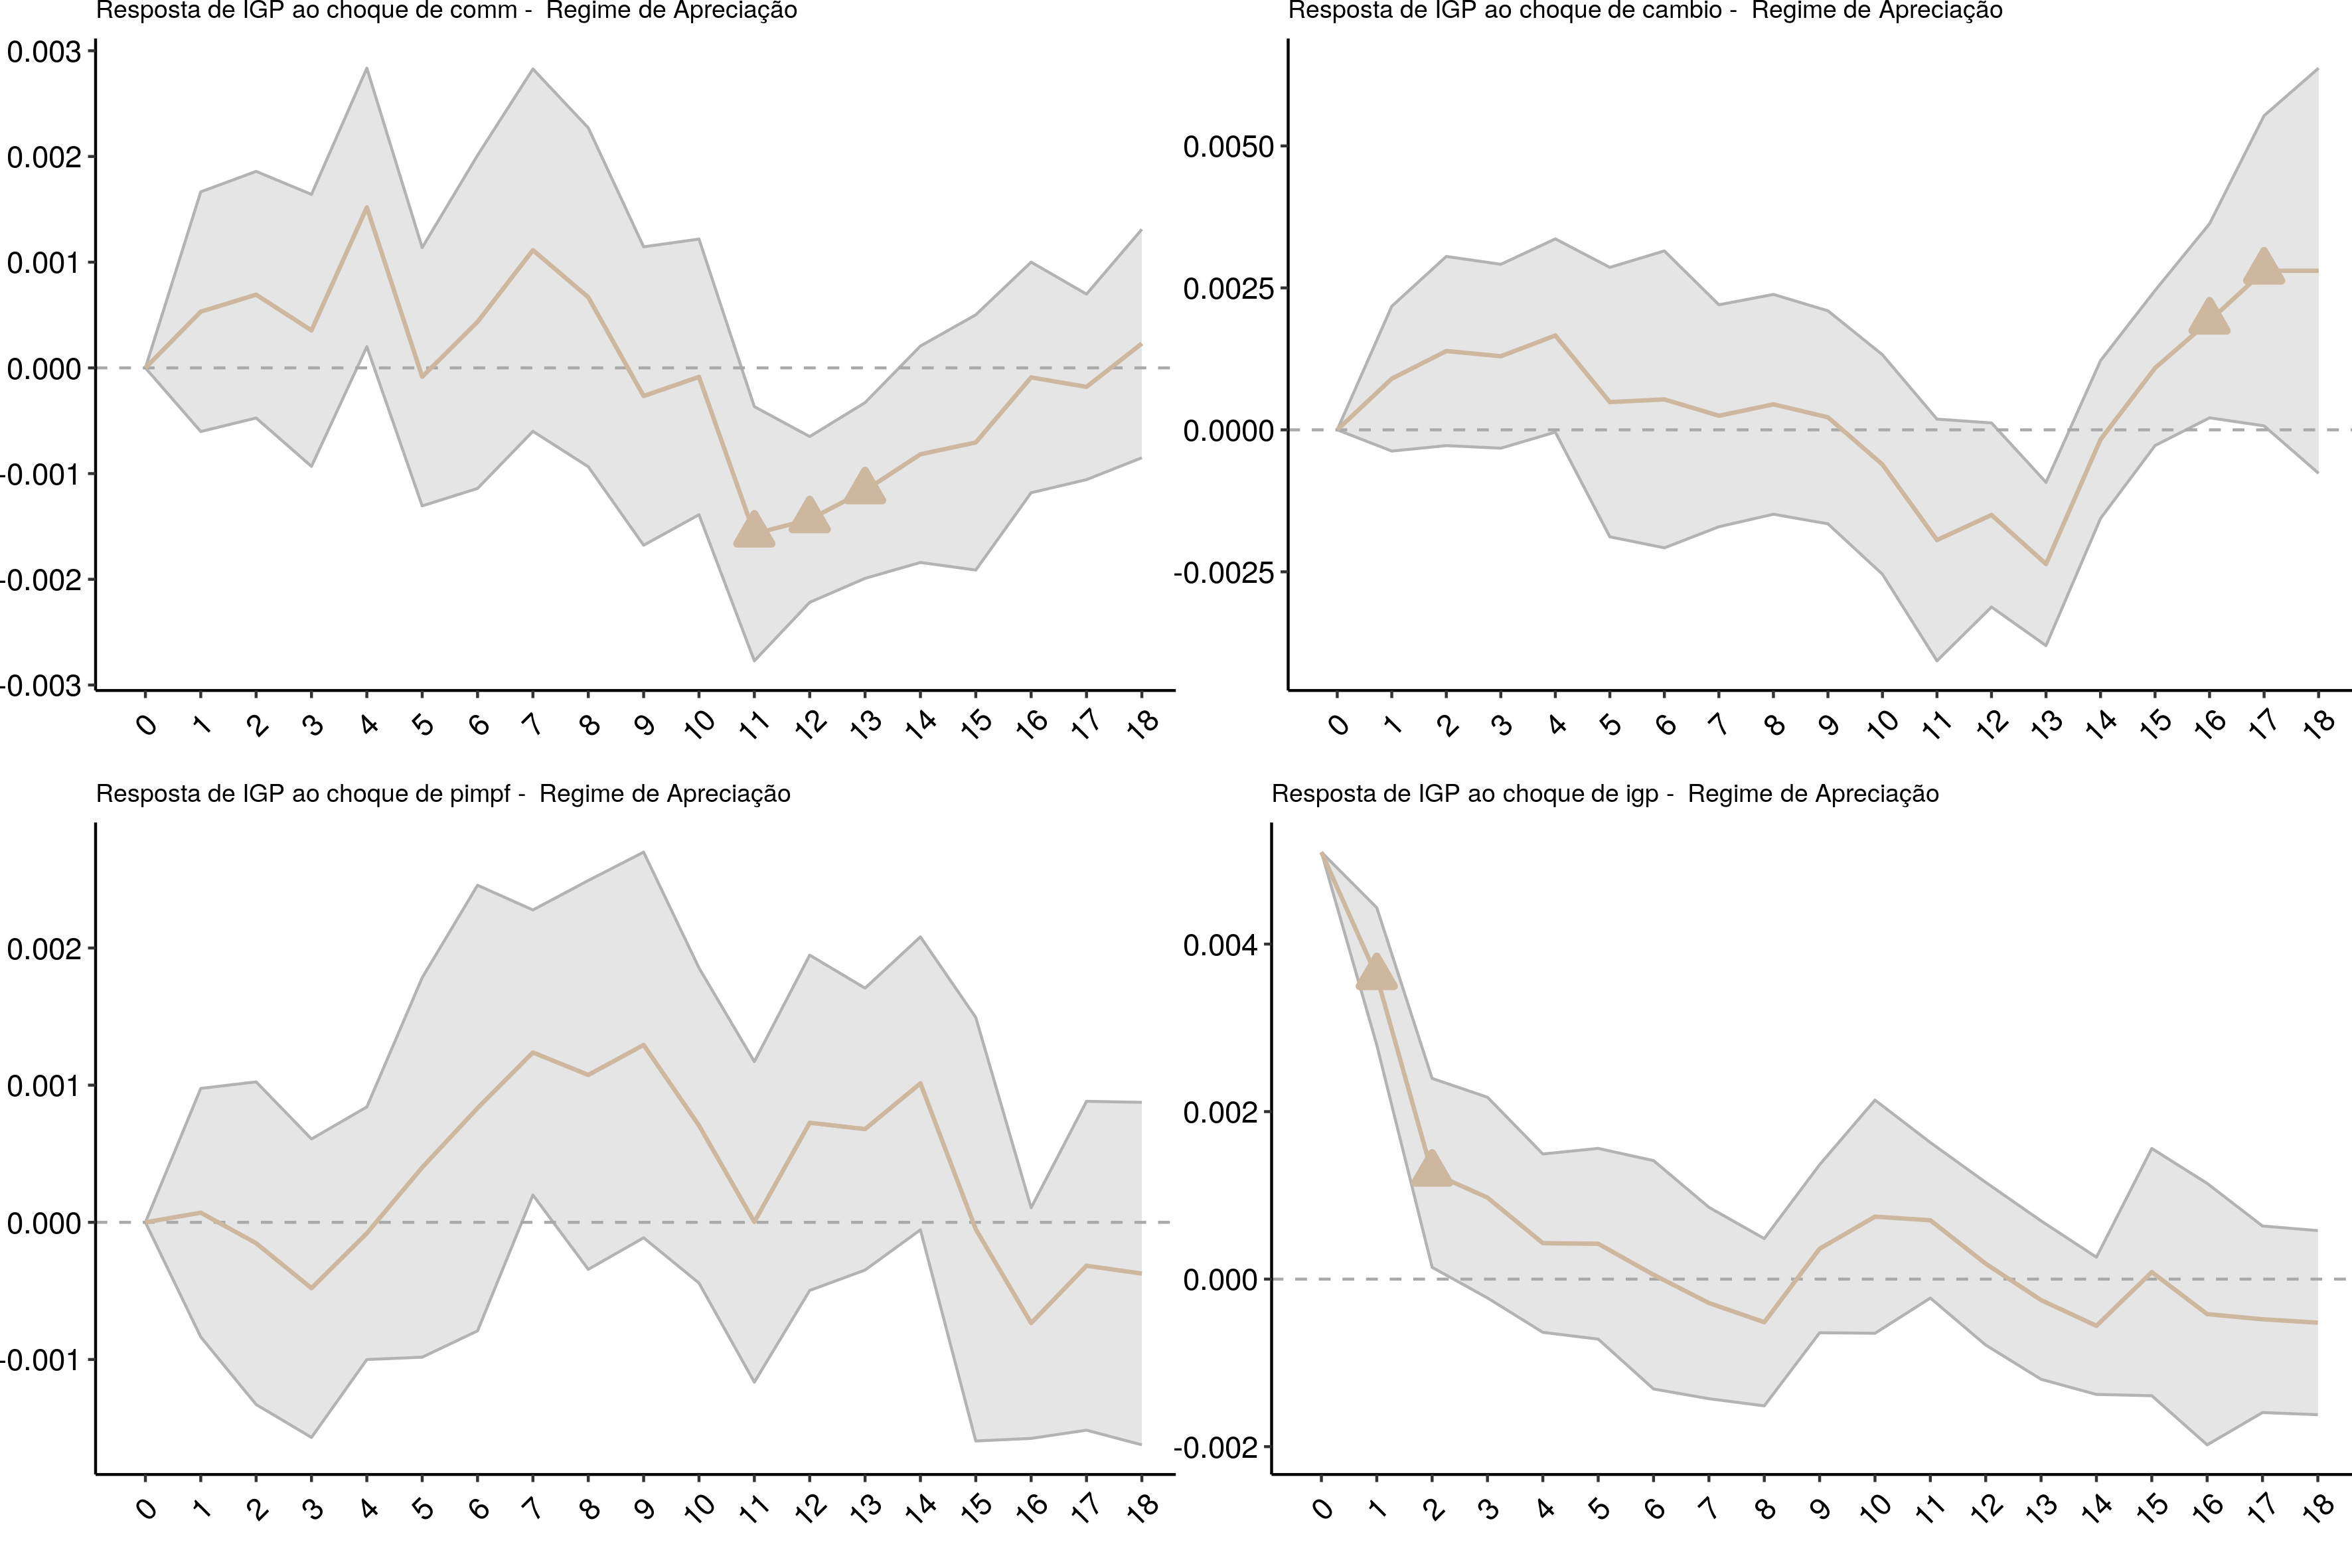 Resposta de IGP ao choque de comm -  Regime de Apreciação
0.003
0.002
0.001
0.000
-0.001
-0.002
-0.003
0 1 2 3 4 5 6 7 8 9 10 11 12 13 14 15 16 17 18
Resposta de IGP ao choque de cambio -  Regime de Apreciação
0.0050
0.0025
0.0000
-0.0025
0 1 2 3 4 5 6 7 8 9 10 11 12 13 14 15 16 17 18
Resposta de IGP ao choque de pimpf -  Regime de Apreciação
0.002
0.001
0.000
-0.001
0 1 2 3 4 5 6 7 8 9 10 11 12 13 14 15 16 17 18
Resposta de IGP ao choque de igp -  Regime de Apreciação
0.004
0.002
0.000
-0.002
0 1 2 3 4 5 6 7 8 9 10 11 12 13 14 15 16 17 18